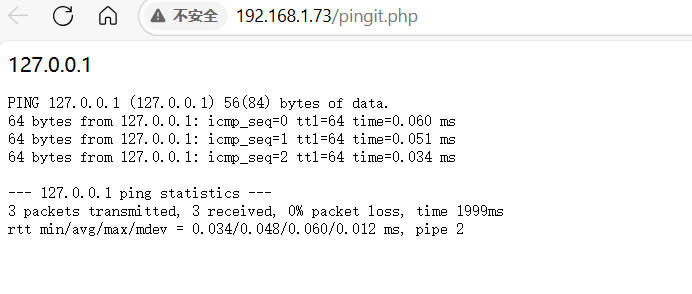 不安全 192.168.1.73/pingit.php
127.0.0.1
PING 127.0.0.1 (127.0.0.1) 56(84) bytes of data.
64 bytes from 127.0.0.1: icmp_seq=0 ttl=64 time=0.060 ms
64 bytes from 127.0.0.1: icmp_seq=1 ttl=64 time=0.051 ms
64 bytes from 127.0.0.1: icmp_seq=2 ttl=64 time=0.034 ms
--- 127.0.0.1 ping statistics ---
3 packets transmitted, 3 received, 0% packet loss, time 1999ms
rtt min/avg/max/mdev = 0.034/0.048/0.060/0.012 ms, pipe 2